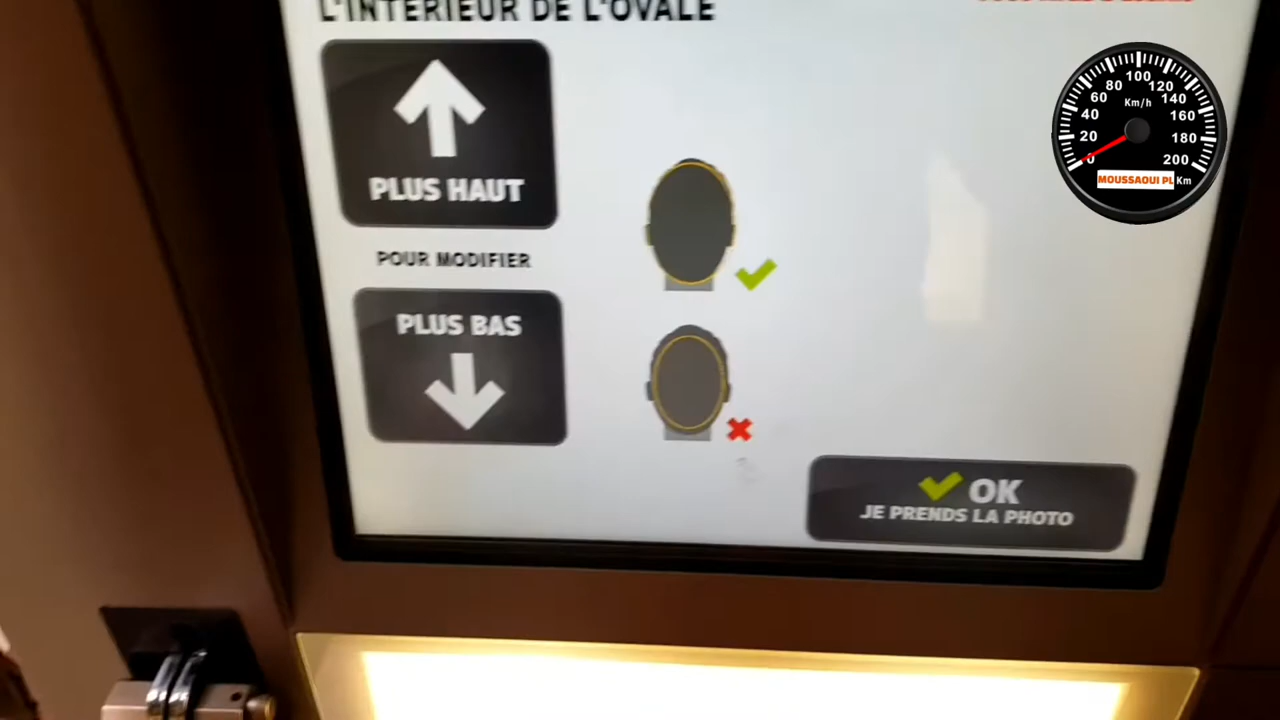 L'INTERIEUR DE L'OVALE
PLUS HAUT
POUR MODIFIER
PLUS BAS
OK
JE PRENDS LA PHOTO
100
80
120
60
Km/h
140
40
160
20
180
0
200
MOUSSAOUI PL
Km